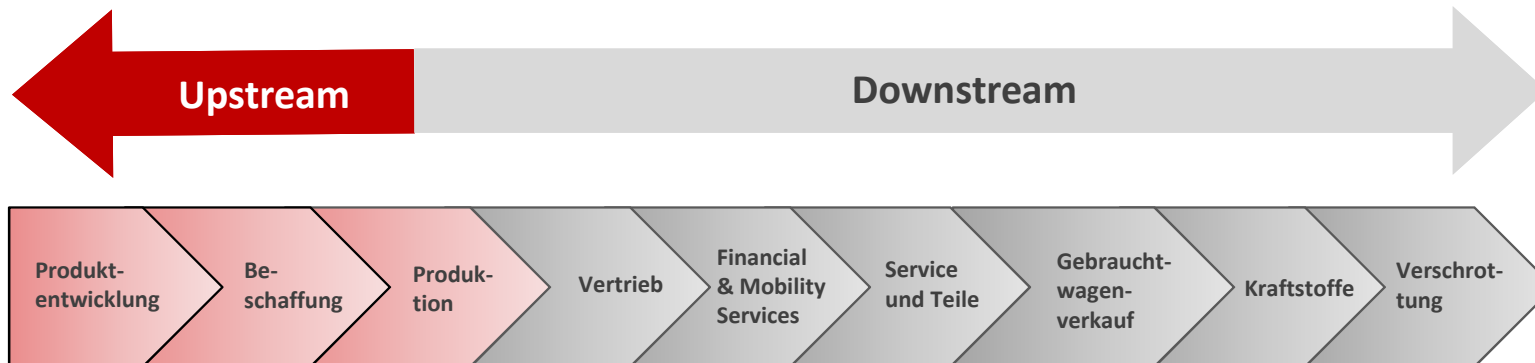 Upstream
Downstream
Produkt-
entwicklung
Be-
schaffung
Produk-
tion
Vertrieb
Financial
& Mobility
Services
Service
und Teile
Gebraucht-
wagen-
verkauf
Kraftstoffe
Verschrot-
tung